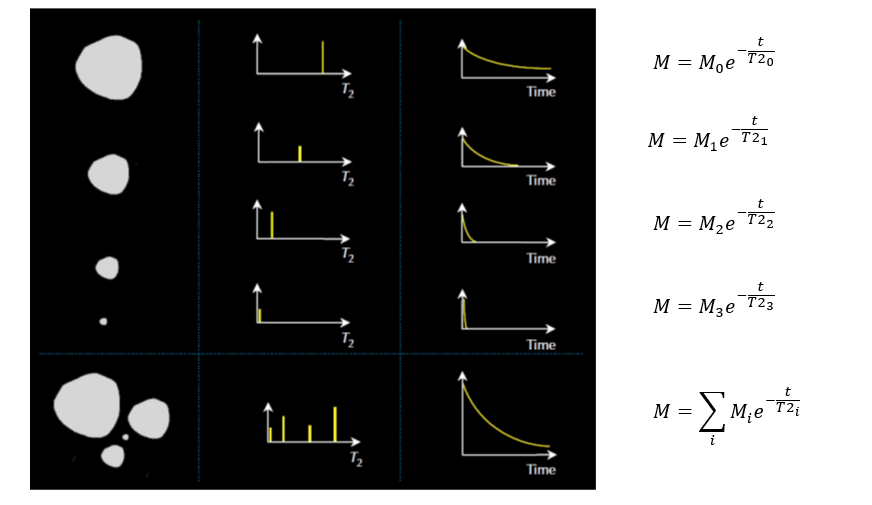 T₂ Time M = M₀e^(-t/T2₀)
T₂ Time M = M₁e^(-t/T2₁)
T₂ Time M = M₂e^(-t/T2₂)
T₂ Time M = M₃e^(-t/T2₃)
T₂ Time M = ∑ᵢ Mᵢe^(-t/T2ᵢ)